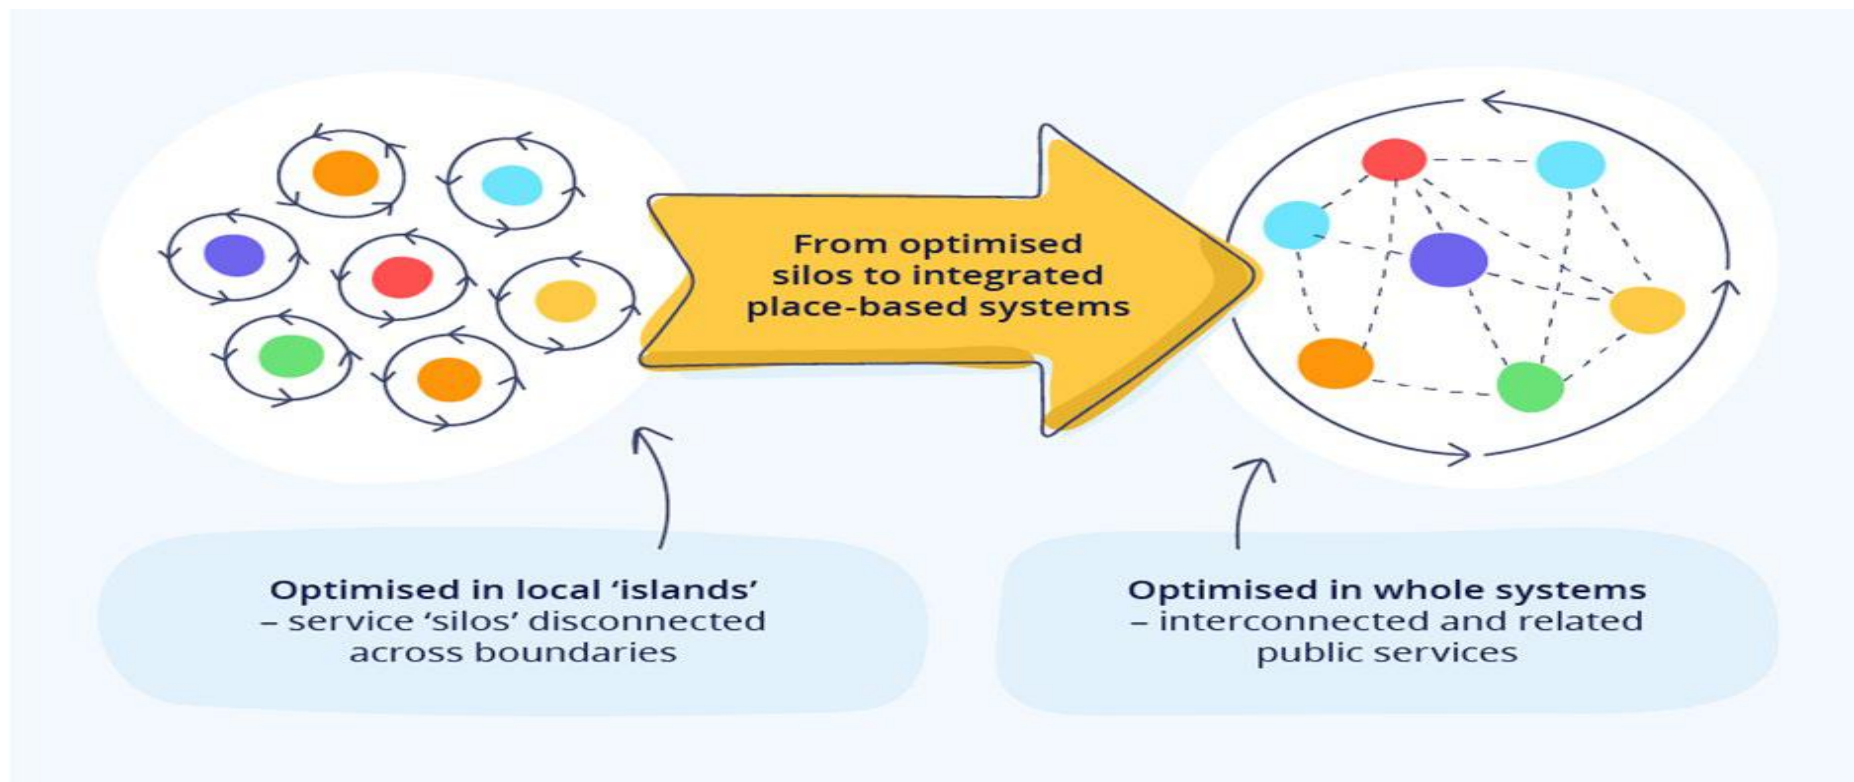 From optimised
silos to integrated
place-based systems
Optimised in local ‘islands’
– service ‘silos’ disconnected
across boundaries
Optimised in whole systems
– interconnected and related
public services